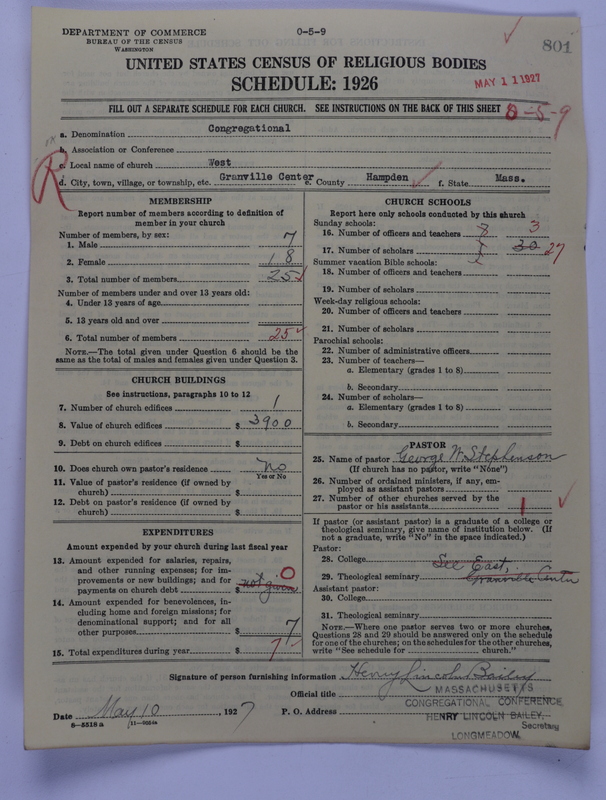 DEPARTMENT OF COMMERCE
BUREAU OF THE CENSUS
WASHINGTON
0-5-9
801
UNITED STATES CENSUS OF RELIGIOUS BODIES
SCHEDULE: 1926
MAY 11 1927
FILL OUT A SEPARATE SCHEDULE FOR EACH CHURCH. SEE INSTRUCTIONS ON THE BACK OF THIS SHEET
0-5-9
a. Denomination Congregational
b. Association or Conference
c. Local name of church West
R
d. City, town, village, or township, etc. Granville Center e. County Hampden f. State Mass.
MEMBERSHIP
Report number of members according to definition of
member in your church
Number of members, by sex:
1. Male 7
2. Female 18
3. Total number of members 25
Number of members under and over 13 years old:
4. Under 13 years of age
5. 13 years old and over
6. Total number of members 25
NOTE.—The total given under Question 6 should be the
same as the total of males and females given under Question 3.
CHURCH BUILDINGS
See instructions, paragraphs 10 to 12
7. Number of church edifices 1
8. Value of church edifices $ 3900
9. Debt on church edifices $
10. Does church own pastor's residence No
Yes or No
11. Value of pastor's residence (if owned by
church) $
12. Debt on pastor's residence (if owned by
church) $
EXPENDITURES
Amount expended by your church during last fiscal year
13. Amount expended for salaries, repairs,
and other running expenses; for im-
provements or new buildings; and for
payments on church debt $ not given 0
14. Amount expended for benevolences, in-
cluding home and foreign missions; for
denominational support; and for all
other purposes $ 7
15. Total expenditures during year $ 7
CHURCH SCHOOLS
Report here only schools conducted by this church
Sunday schools:
16. Number of officers and teachers 3
17. Number of scholars 30 27
Summer vacation Bible schools:
18. Number of officers and teachers
19. Number of scholars
Week-day religious schools:
20. Number of officers and teachers
21. Number of scholars
Parochial schools:
22. Number of administrative officers
23. Number of teachers—
a. Elementary (grades 1 to 8)
b. Secondary
24. Number of scholars—
a. Elementary (grades 1 to 8)
b. Secondary
PASTOR
25. Name of pastor George W. Stephenson
(If church has no pastor, write "None")
26. Number of ordained ministers, if any, em-
ployed as assistant pastors
27. Number of other churches served by the
pastor or his assistants 1
If pastor (or assistant pastor) is a graduate of a college or
theological seminary, give name of institution below. (If
not a graduate, write "No" in the space indicated.)
Pastor:
28. College See East,
29. Theological seminary Granville Center
Assistant pastor:
30. College
31. Theological seminary
NOTE.—Where one pastor serves two or more churches,
Questions 28 and 29 should be answered only on the schedule
for one of the churches; on the schedules for the other churches,
write "See schedule for church."
Signature of person furnishing information Henry Lincoln Bailey
Official title
MASSACHUSETTS
CONGREGATIONAL CONFERENCE
Date May 10, 1927 P. O. Address HENRY LINCOLN BAILEY,
Secretary
LONGMEADOW,
8-5518 a